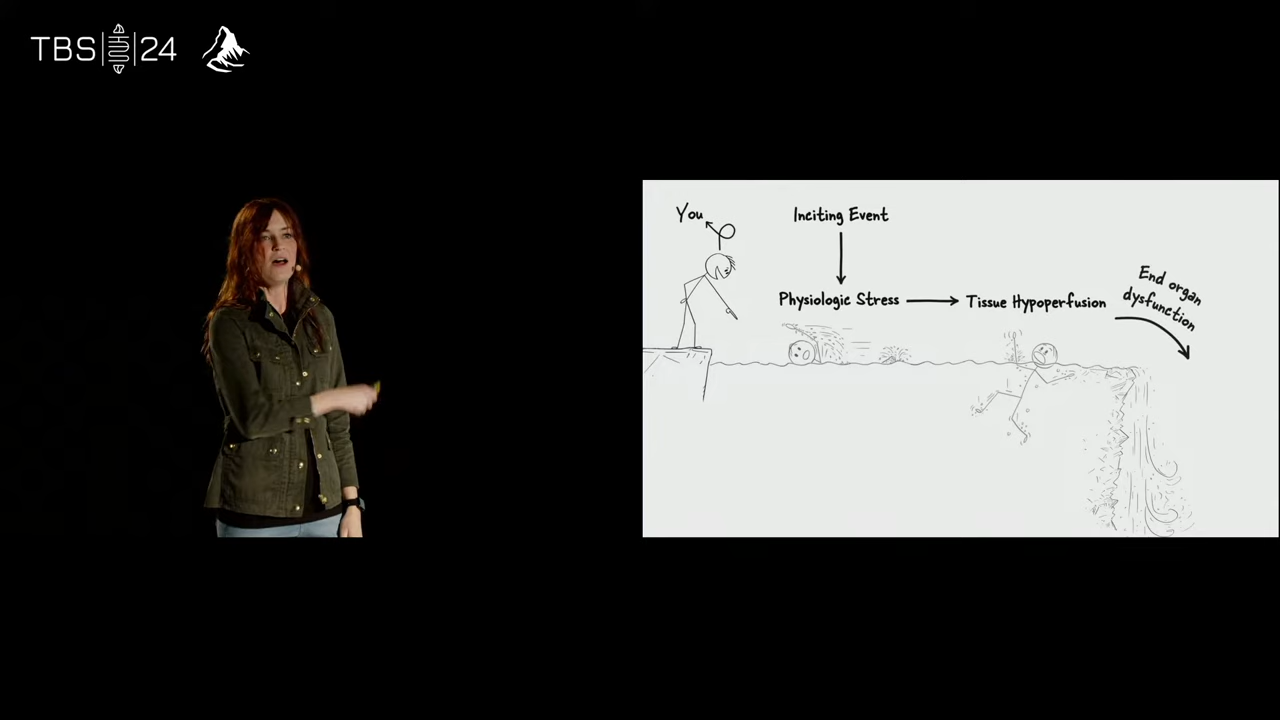 TBS 24
You
Inciting Event
Physiologic Stress
Tissue Hypoperfusion
End organ
dysfunction